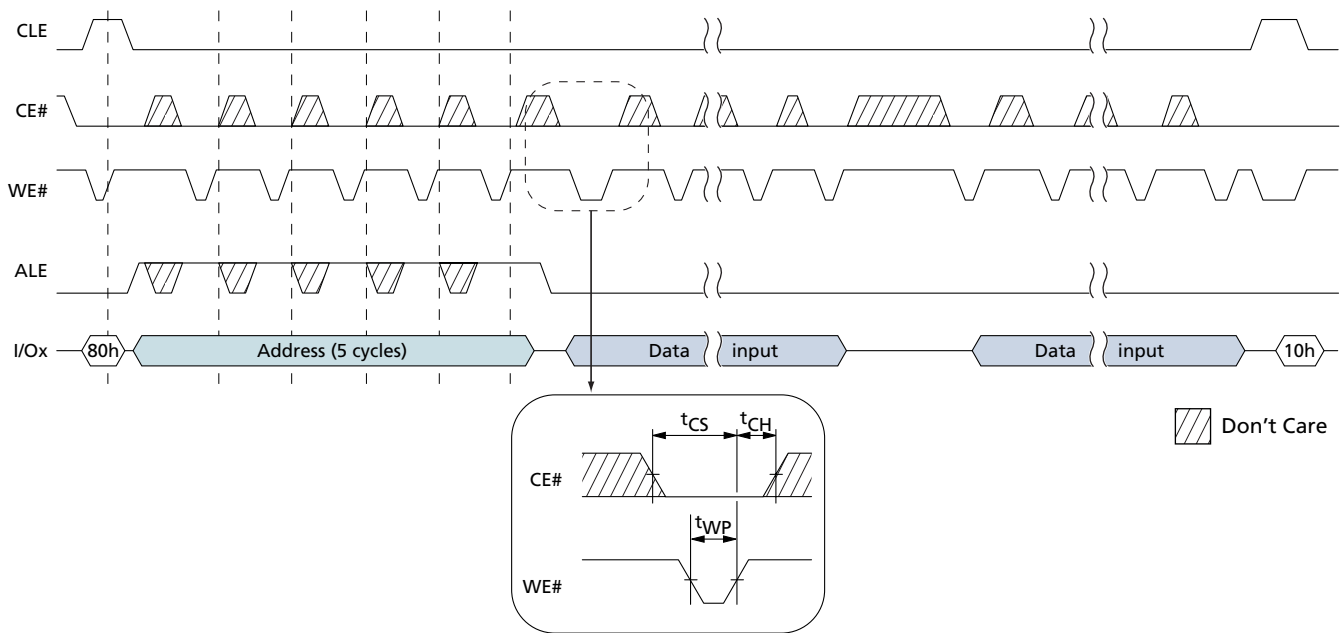 CLE
CE#
WE#
ALE
I/Ox
80h
Address (5 cycles)
Data input
Data input
10h
tCS
tCH
Don't Care
CE#
tWP
WE#